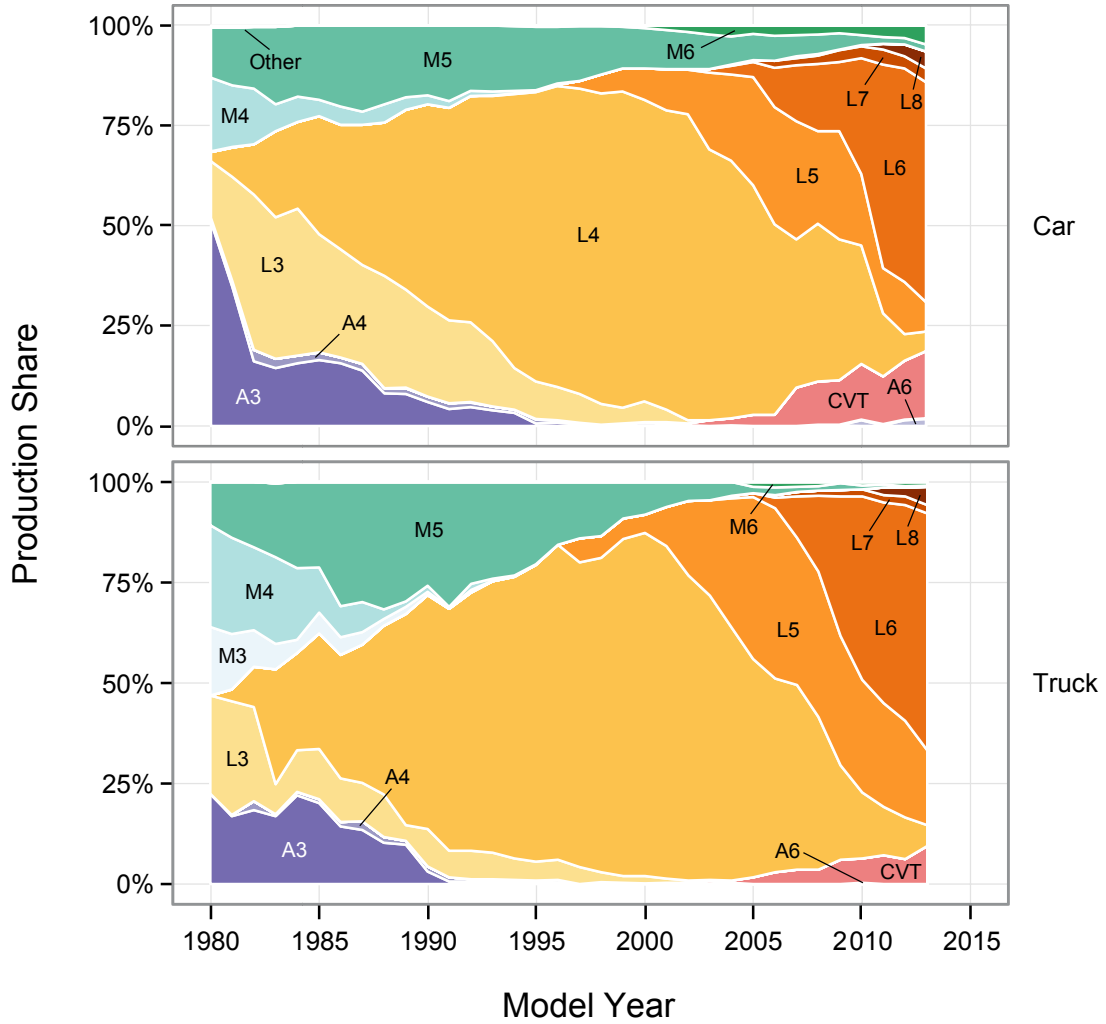 Production Share
100%
75%
50%
25%
0%
Other
M5
M6
M4
L7
L8
L6
L5
L4
L3
A4
A3
CVT
A6
Car
100%
75%
50%
25%
0%
M5
M6
L7
L8
M4
M3
L5
L6
L3
A4
A3
A6
CVT
Truck
1980 1985 1990 1995 2000 2005 2010 2015
Model Year